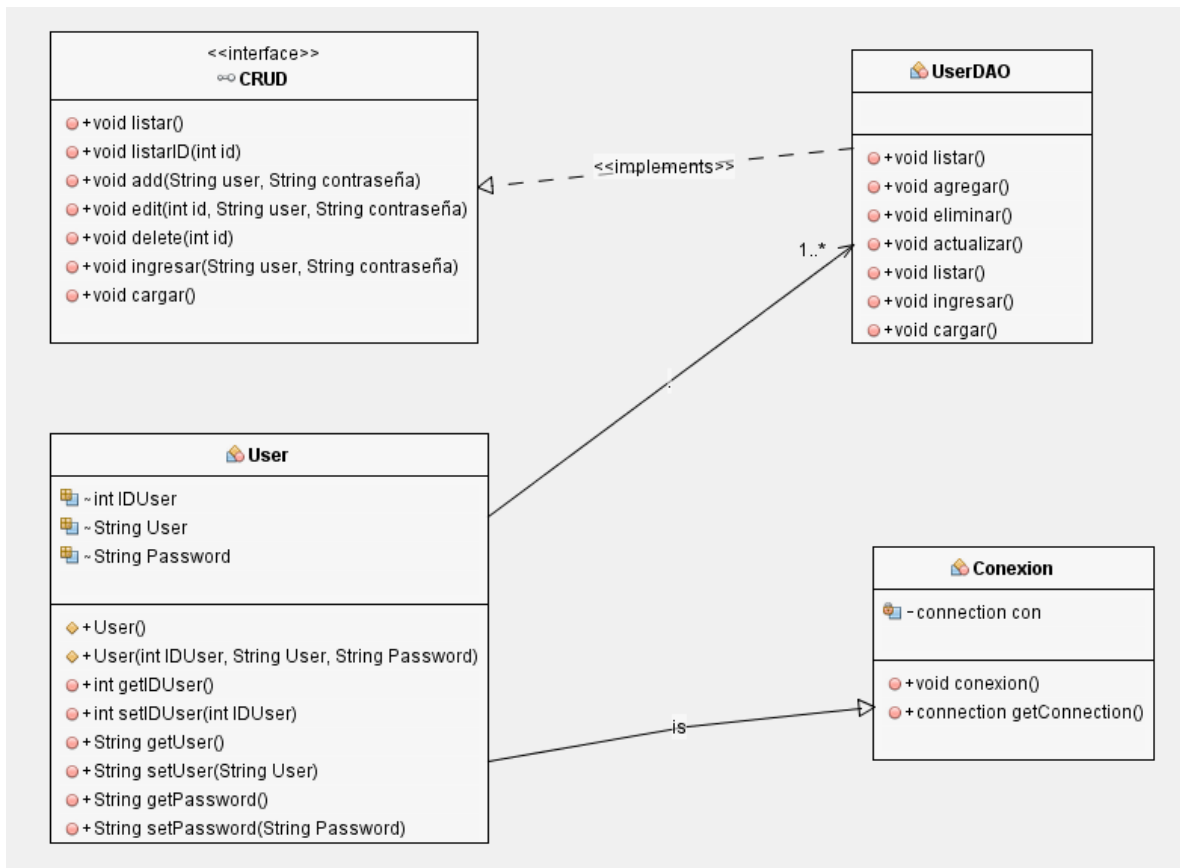 <<interface>>
CRUD
+void listar()
+void listarID(int id)
+void add(String user, String contraseña)
+void edit(int id, String user, String contraseña)
+void delete(int id)
+void ingresar(String user, String contraseña)
+void cargar()
<<implements>>
UserDAO
+void listar()
+void agregar()
+void eliminar()
+void actualizar()
+void listar()
+void ingresar()
+void cargar()
1..*
.
User
~int IDUser
~String User
~String Password
+User()
+User(int IDUser, String User, String Password)
+int getIDUser()
+int setIDUser(int IDUser)
+String getUser()
+String setUser(String User)
+String getPassword()
+String setPassword(String Password)
is
Conexion
-connection con
+void conexion()
+connection getConnection()